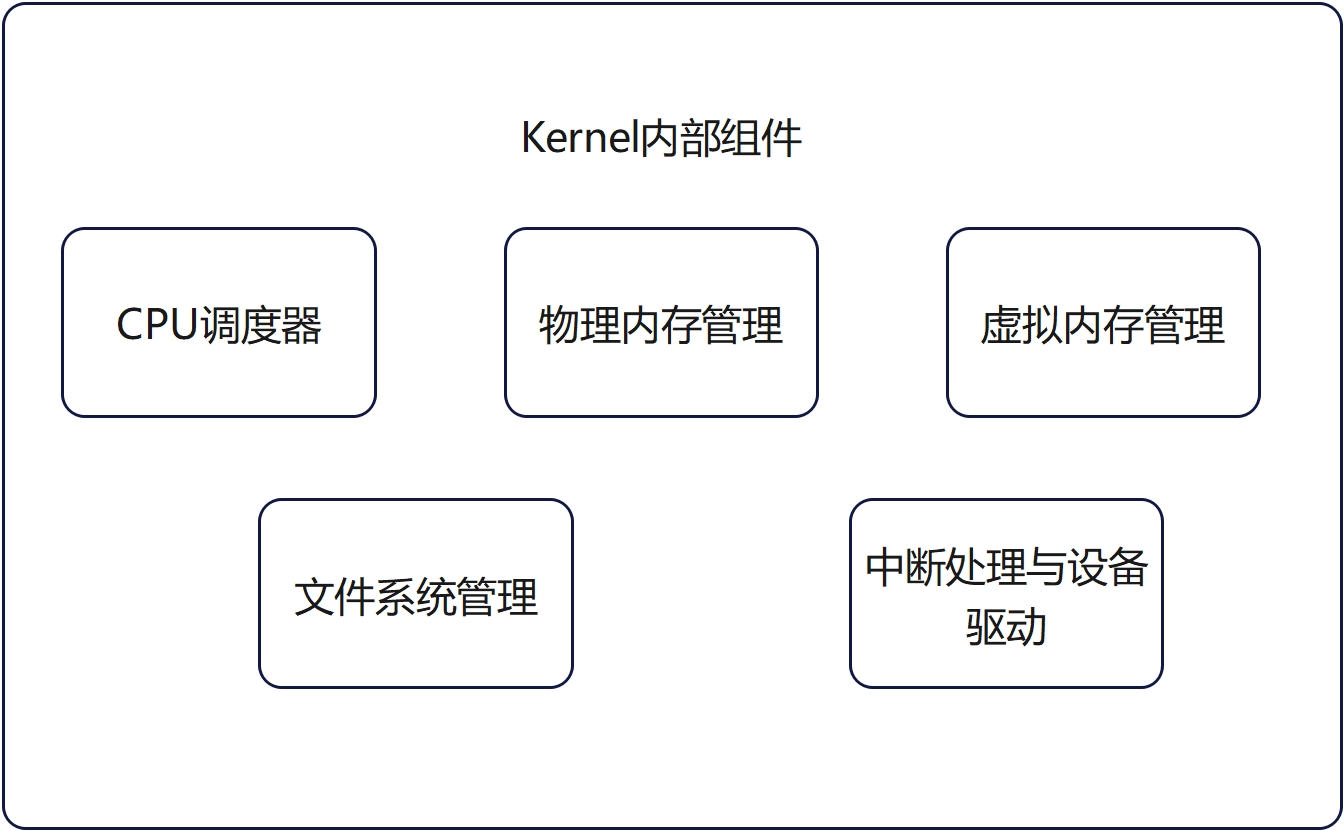 Kernel内部组件
CPU调度器
物理内存管理
虚拟内存管理
文件系统管理
中断处理与设备
驱动